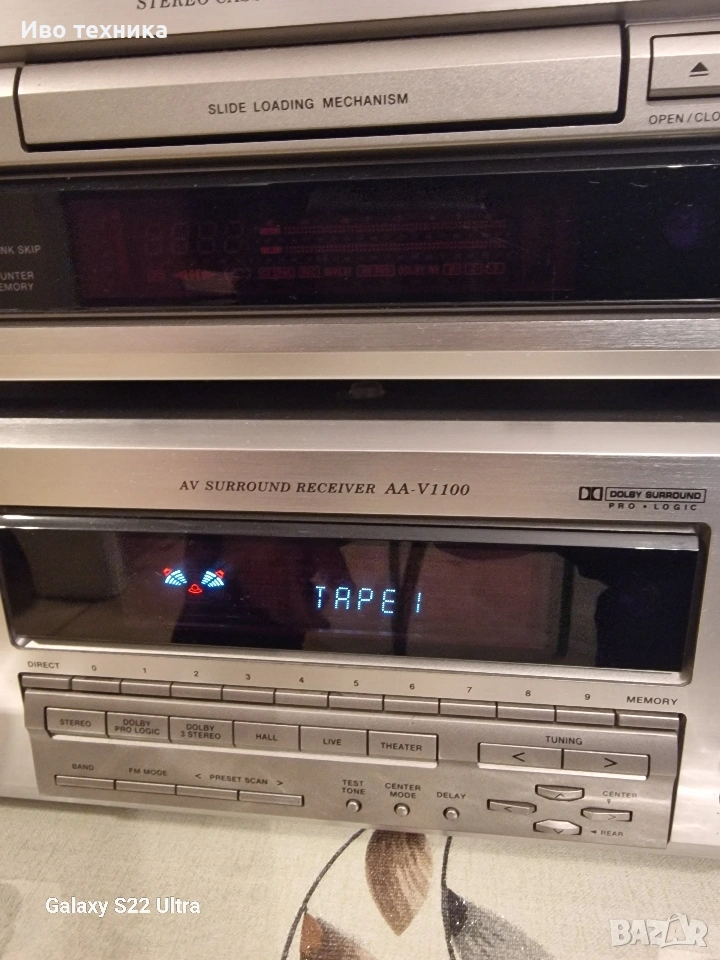 STEREO CAS
Иво техника
SLIDE LOADING MECHANISM
OPEN/CLO
NK SKIP
UNTER
EMORY
AV SURROUND RECEIVER AA-V1100
DOLBY SURROUND
PRO • LOGIC
TAPE 1
DIRECT 0 1 2 3 4 5 6 7 8 9 MEMORY
STEREO DOLBY PRO LOGIC DOLBY 3 STEREO HALL LIVE THEATER TUNING
< >
BAND FM MODE < PRESET SCAN > TEST TONE CENTER MODE DELAY CENTER
REAR
Galaxy S22 Ultra
BAZAR